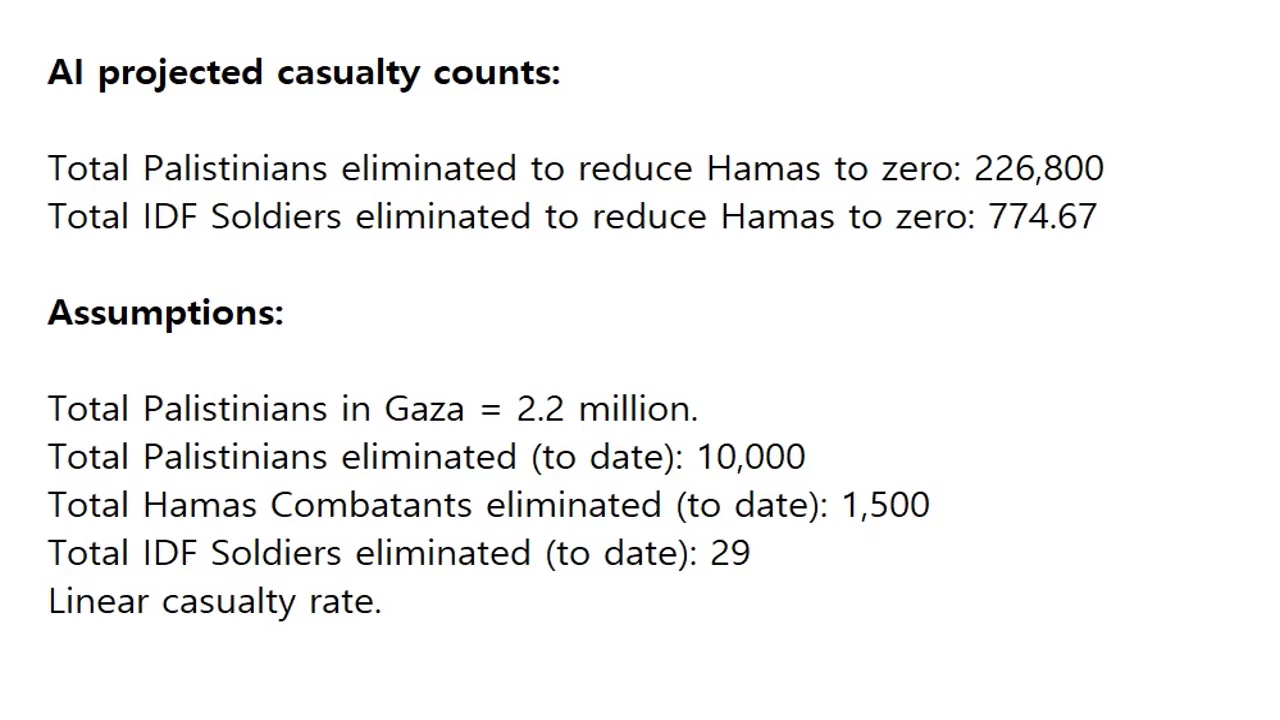 AI projected casualty counts:
Total Palistinians eliminated to reduce Hamas to zero: 226,800
Total IDF Soldiers eliminated to reduce Hamas to zero: 774.67
Assumptions:
Total Palistinians in Gaza = 2.2 million.
Total Palistinians eliminated (to date): 10,000
Total Hamas Combatants eliminated (to date): 1,500
Total IDF Soldiers eliminated (to date): 29
Linear casualty rate.